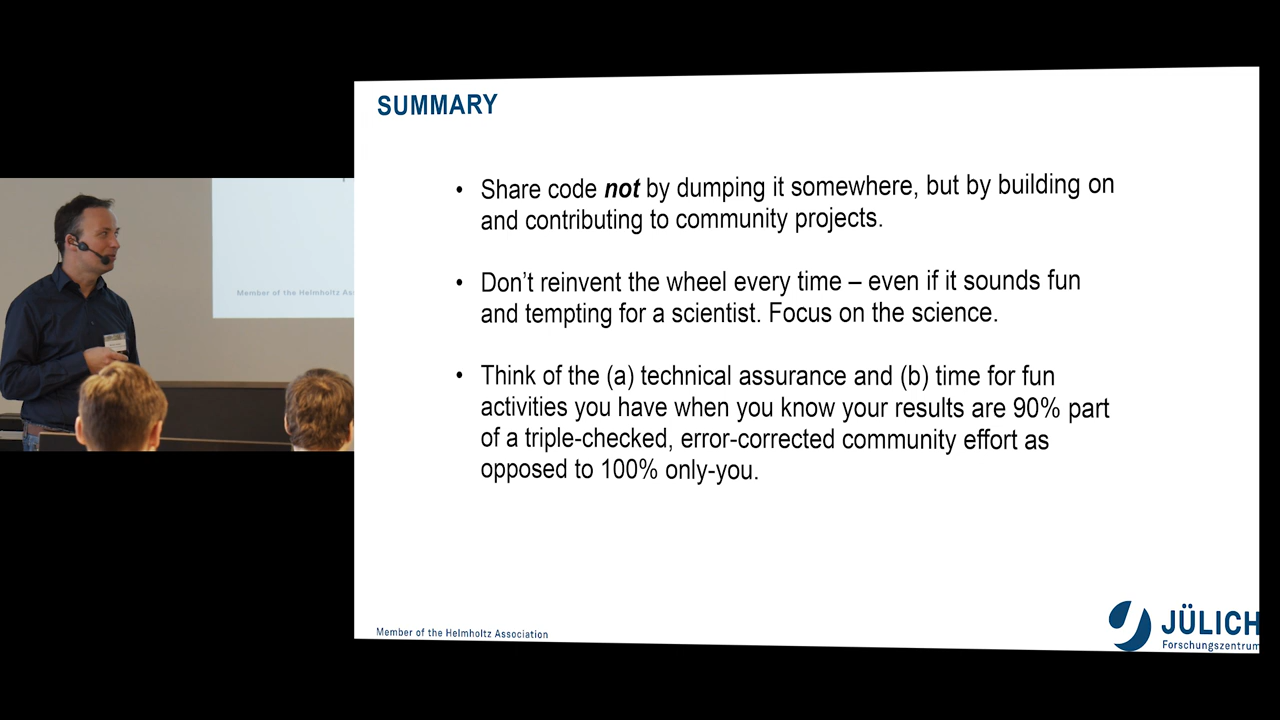 SUMMARY
• Share code not by dumping it somewhere, but by building on
and contributing to community projects.
• Don’t reinvent the wheel every time – even if it sounds fun
and tempting for a scientist. Focus on the science.
• Think of the (a) technical assurance and (b) time for fun
activities you have when you know your results are 90% part
of a triple-checked, error-corrected community effort as
opposed to 100% only-you.
Member of the Helmholtz Association
JÜLICH
Forschungszentrum
Member of the Helmholtz